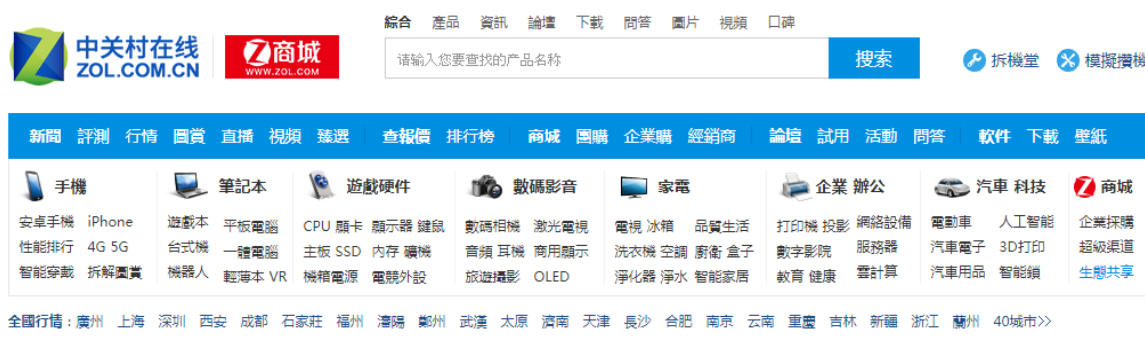 綜合 產品 資訊 論壇 下載 問答 圖片 視頻 口碑
中关村在线
ZOL.COM.CN
Z商城
WWW.ZOL.COM
请输入您要查找的产品名称
搜索
拆機堂 模擬攢機
新聞 評測 行情 圖賞 直播 視頻 臻選 查報價 排行榜 商城 團購 企業購 經銷商 論壇 試用 活動 問答 軟件 下載 壁紙
手機 筆記本 遊戲硬件 數碼影音 家電 企業 辦公 汽車 科技 商城
安卓手機 iPhone 遊戲本 平板電腦 CPU 顯卡 顯示器 鍵鼠 數碼相機 激光電視 電視 冰箱 品質生活 打印機 投影 網絡設備 電動車 人工智能 企業採購
性能排行 4G 5G 台式機 一體電腦 主板 SSD 內存 礦機 音頻 耳機 商用顯示 洗衣機 空調 廚衛 盒子 數字影院 服務器 汽車電子 3D打印 超級渠道
智能穿戴 拆解圖賞 機器人 輕薄本 VR 機箱電源 電競外設 旅遊攝影 OLED 淨化器 淨水 智能家居 教育 健康 雲計算 汽車用品 智能鎖 生態共享
全國行情：廣州 上海 深圳 西安 成都 石家莊 福州 瀋陽 鄭州 武漢 太原 濟南 天津 長沙 合肥 南京 云南 重慶 吉林 新疆 浙江 蘭州 40城市>>